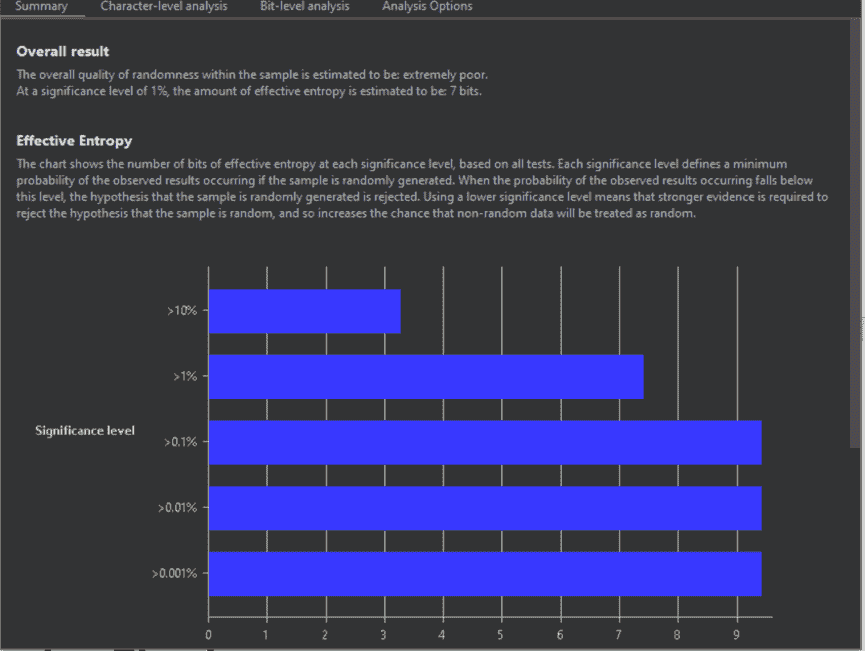 Summary Character-level analysis Bit-level analysis Analysis Options
Overall result
The overall quality of randomness within the sample is estimated to be: extremely poor.
At a significance level of 1%, the amount of effective entropy is estimated to be: 7 bits.
Effective Entropy
The chart shows the number of bits of effective entropy at each significance level, based on all tests. Each significance level defines a minimum
probability of the observed results occurring if the sample is randomly generated. When the probability of the observed results occurring falls below
this level, the hypothesis that the sample is randomly generated is rejected. Using a lower significance level means that stronger evidence is required to
reject the hypothesis that the sample is random, and so increases the chance that non-random data will be treated as random.
>10%
>1%
Significance level
>0.1%
>0.01%
>0.001%
0 1 2 3 4 5 6 7 8 9